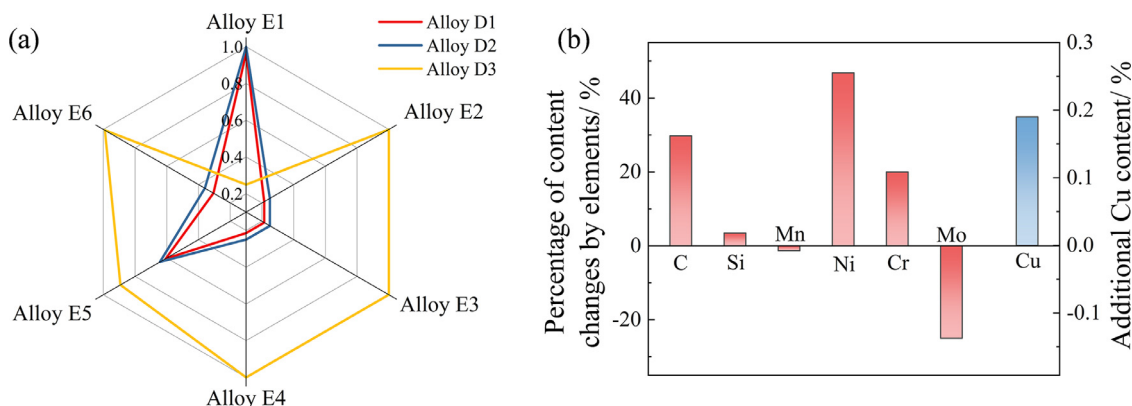 (a)
Alloy E1
Alloy D1
Alloy D2
Alloy D3
1.0
0.8
0.6
0.4
0.2
Alloy E6
Alloy E2
Alloy E5
Alloy E3
Alloy E4
(b)
Percentage of content
changes by elements/ %
40
20
0
-20
C
Si
Mn
Ni
Cr
Mo
Cu
0.3
0.2
0.1
0.0
-0.1
Additional Cu content/ %